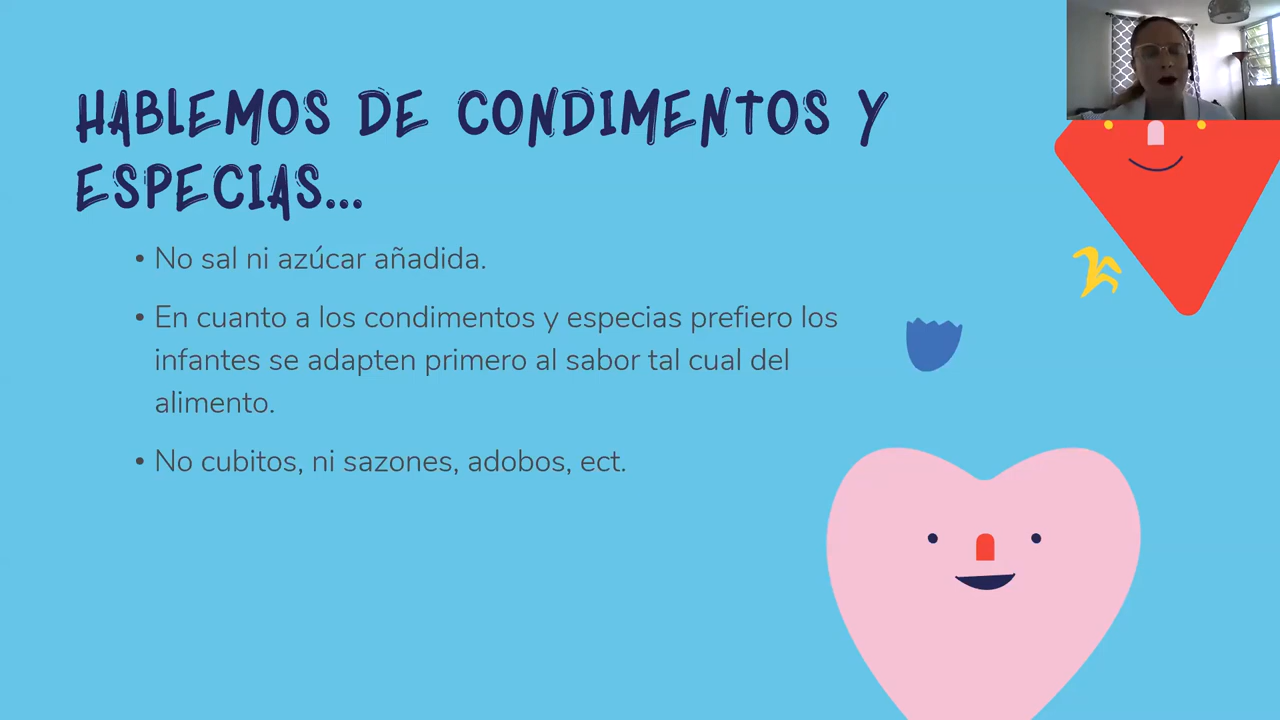 HABLEMOS DE CONDIMENTOS Y
ESPECIAS...
• No sal ni azúcar añadida.
• En cuanto a los condimentos y especias prefiero los
infantes se adapten primero al sabor tal cual del
alimento.
• No cubitos, ni sazones, adobos, ect.